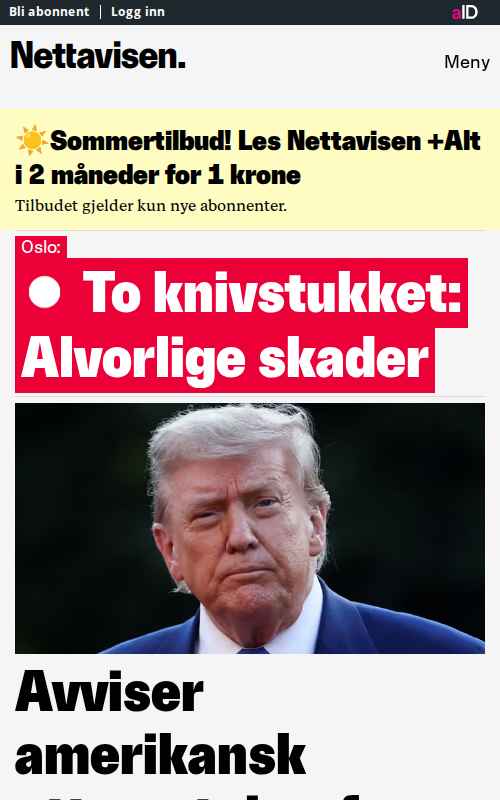 Bli abonnent
Logg inn
aID
Nettavisen.
Meny
Sommertilbud! Les Nettavisen +Alt
i 2 måneder for 1 krone
Tilbudet gjelder kun nye abonnenter.
Oslo:
To knivstukket:
Alvorlige skader
Avviser
amerikansk